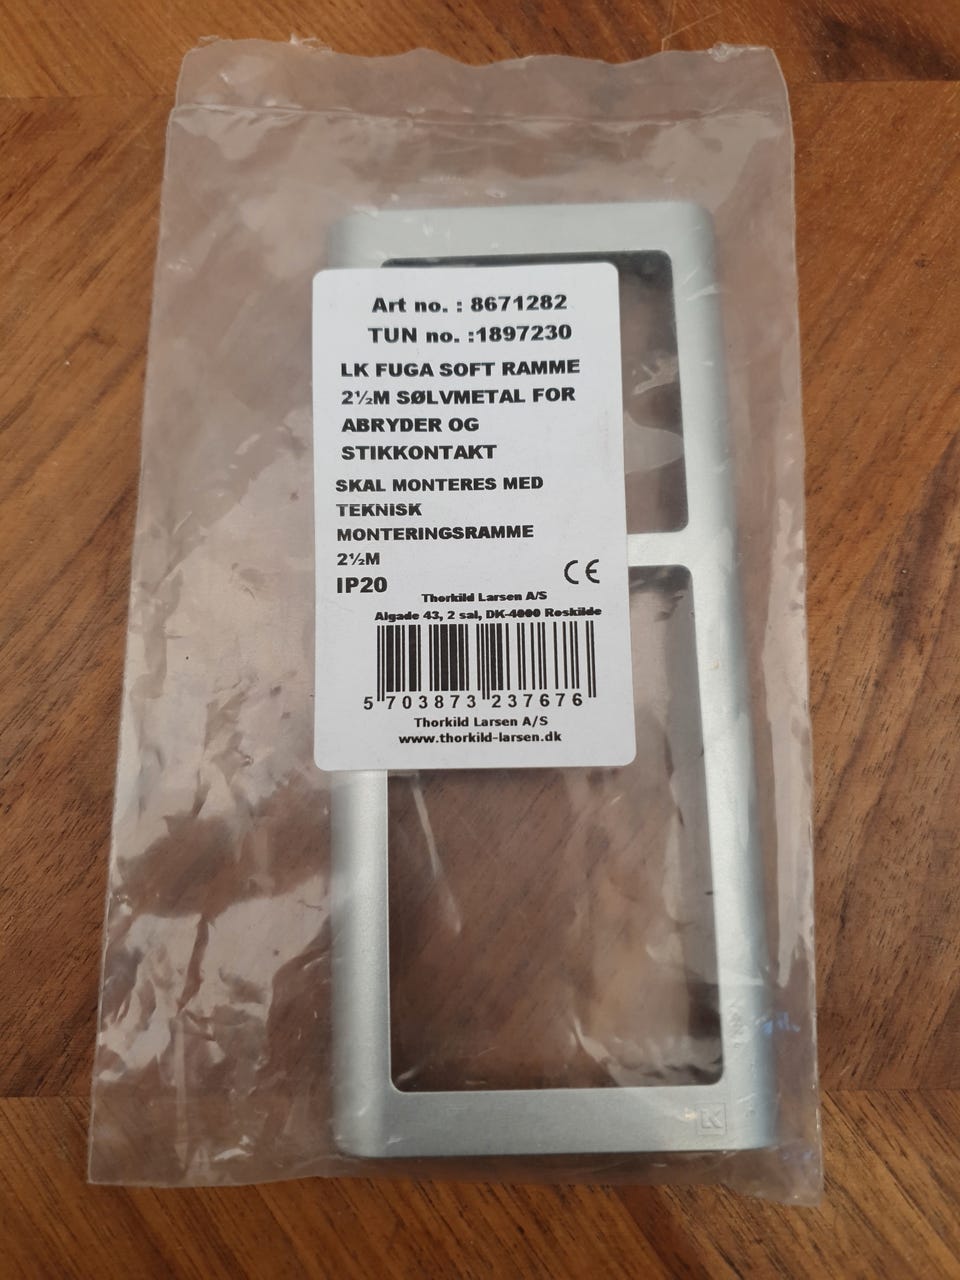 Art no. : 8671282
TUN no. :1897230
LK FUGA SOFT RAMME
2½M SØLVMETAL FOR
ABRYDER OG
STIKKONTAKT
SKAL MONTERES MED
TEKNISK
MONTERINGSRAMME
2½M
IP20
CE
Thorkild Larsen A/S
Algade 43, 2 sal, DK-4000 Roskilde
5 703873 237676
Thorkild Larsen A/S
www.thorkild-larsen.dk
LK